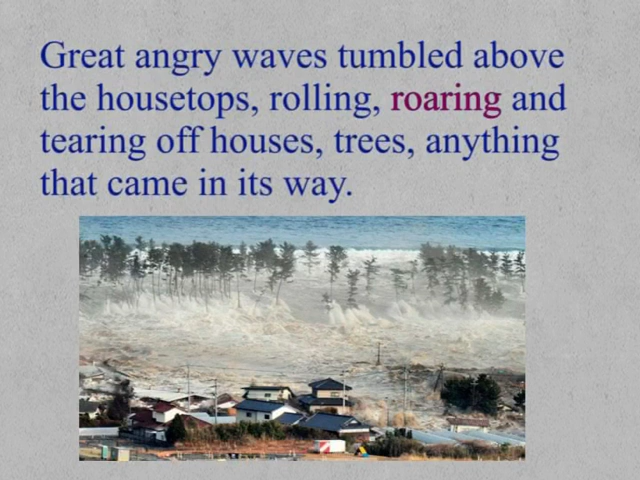 Great angry waves tumbled above
the housetops, rolling, roaring and
tearing off houses, trees, anything
that came in its way.